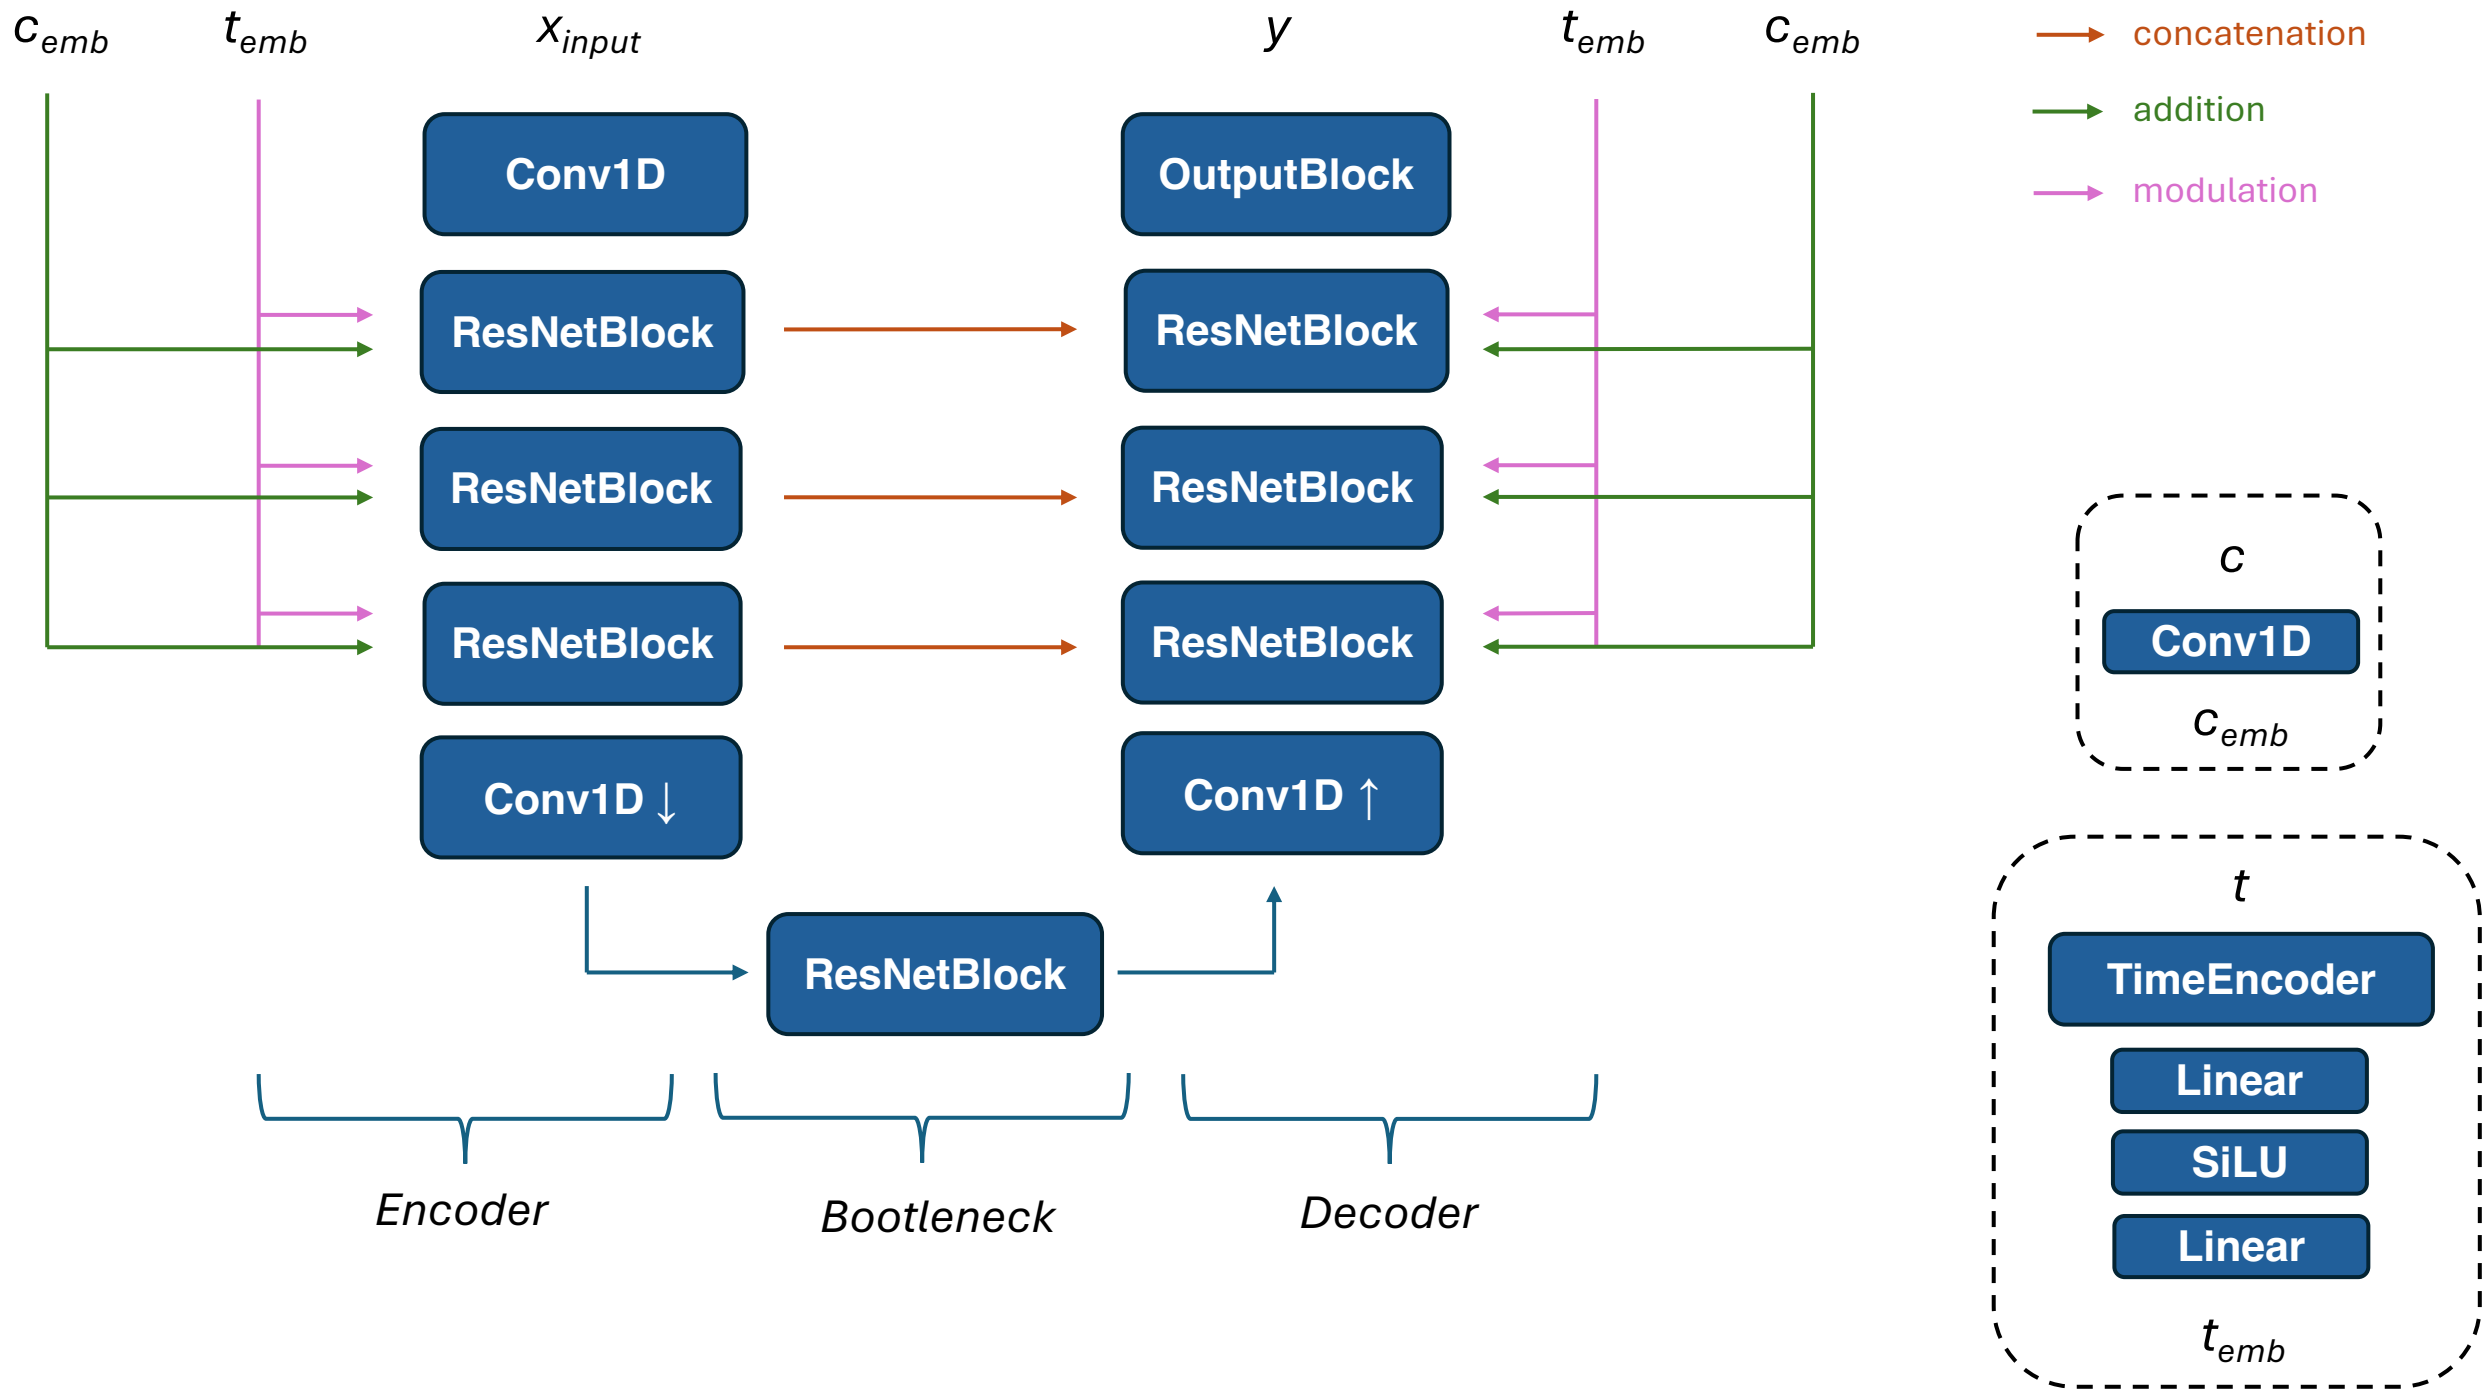 c_emb t_emb x_input y t_emb c_emb
concatenation
addition
modulation
Conv1D OutputBlock
ResNetBlock ResNetBlock
ResNetBlock ResNetBlock
ResNetBlock ResNetBlock
Conv1D ↓ Conv1D ↑
ResNetBlock
Encoder Bootleneck Decoder
c
Conv1D
c_emb
t
TimeEncoder
Linear
SiLU
Linear
t_emb